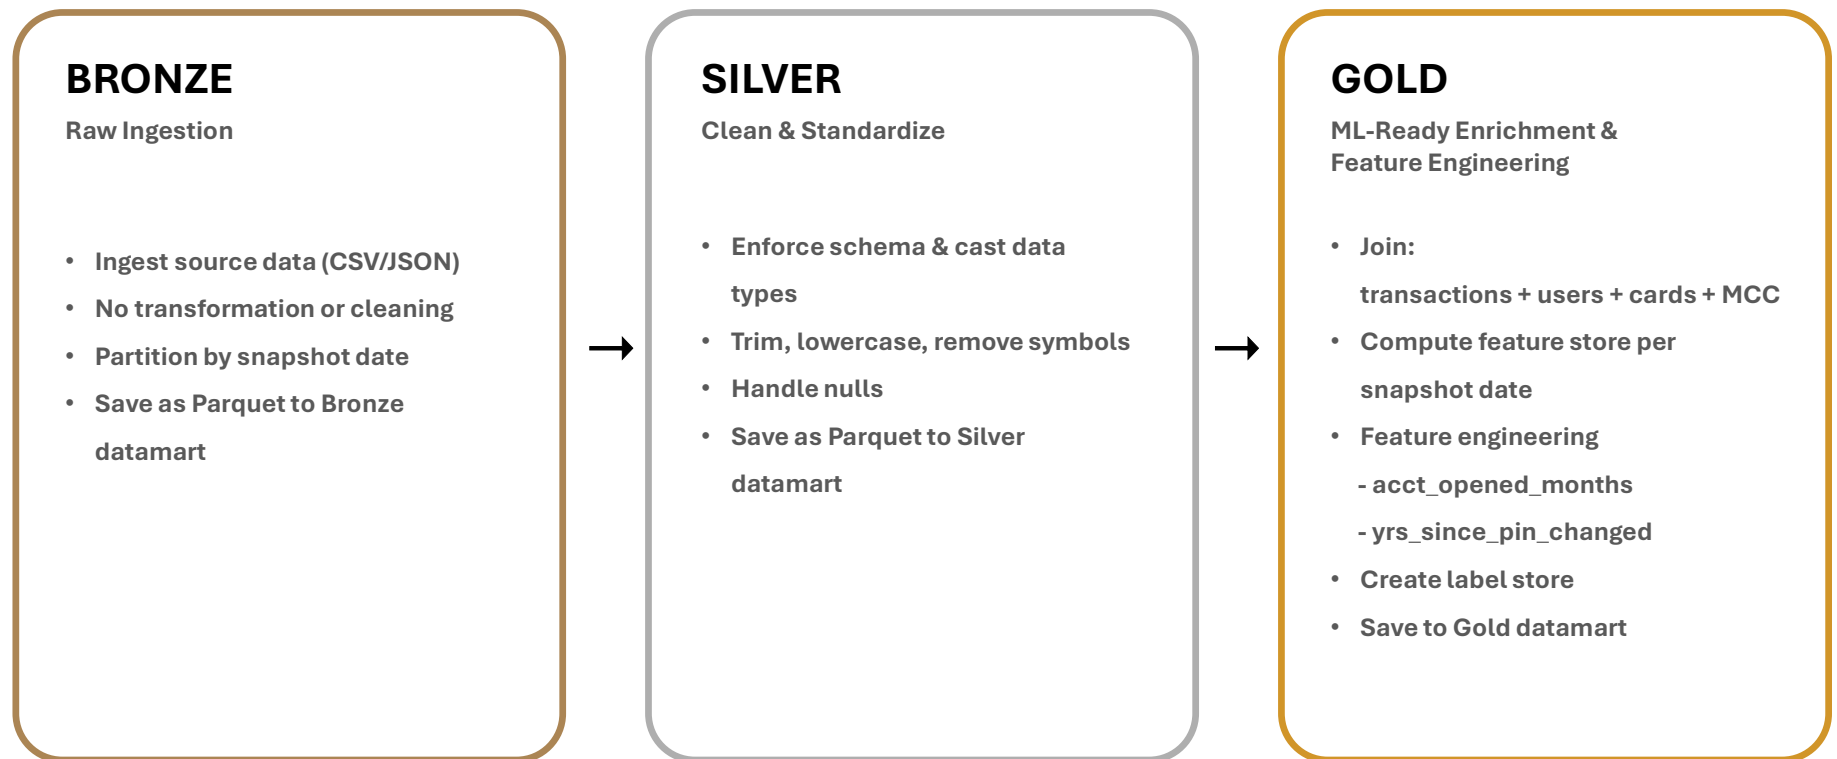 BRONZE
Raw Ingestion
• Ingest source data (CSV/JSON)
• No transformation or cleaning
• Partition by snapshot date
• Save as Parquet to Bronze
datamart
SILVER
Clean & Standardize
• Enforce schema & cast data
types
• Trim, lowercase, remove symbols
• Handle nulls
• Save as Parquet to Silver
datamart
GOLD
ML-Ready Enrichment &
Feature Engineering
• Join:
transactions + users + cards + MCC
• Compute feature store per
snapshot date
• Feature engineering
- acct_opened_months
- yrs_since_pin_changed
• Create label store
• Save to Gold datamart